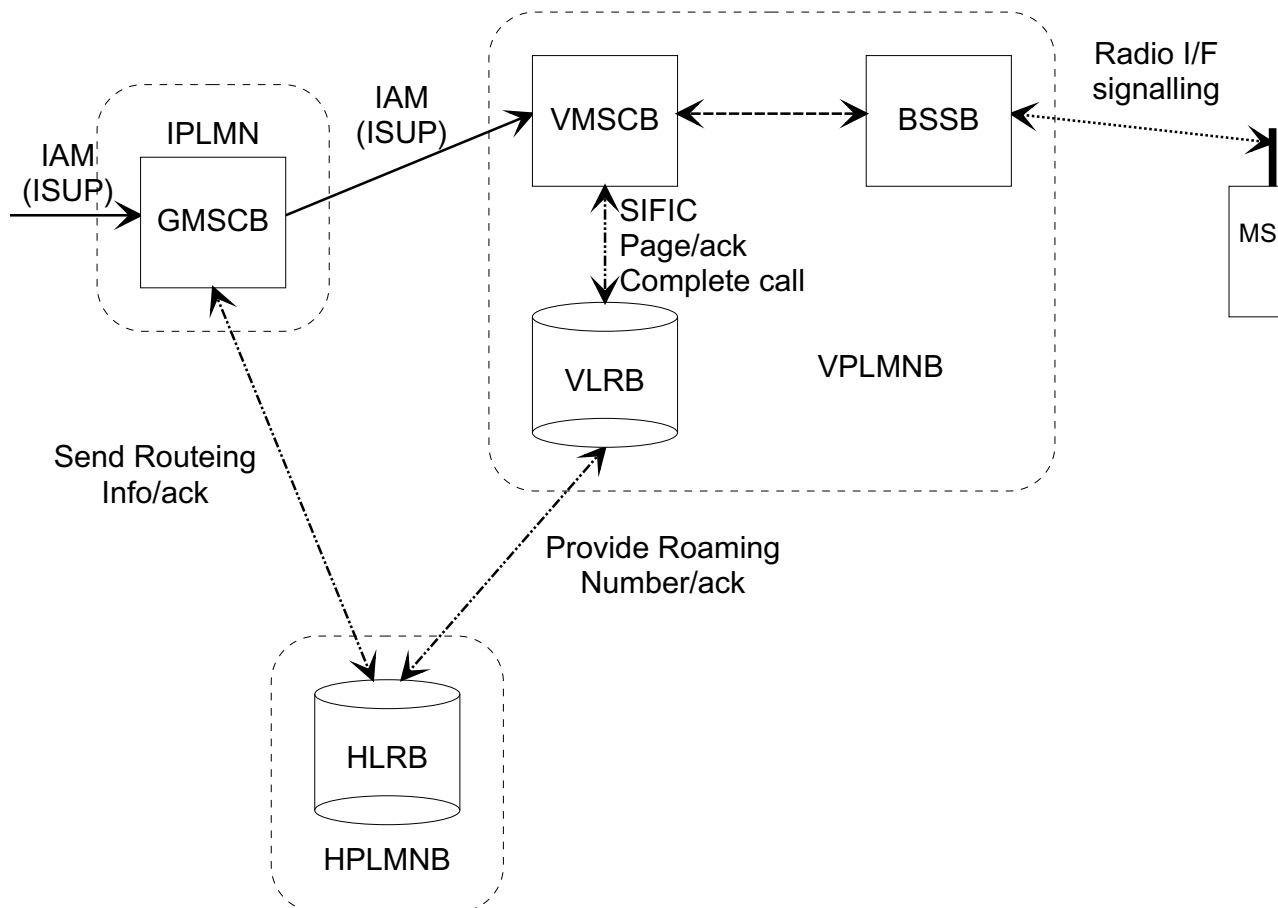 Radio I/F
signalling
IAM
(ISUP)
VMSCB
BSSB
IPLMN
IAM
(ISUP)
GMSCB
SIFIC
Page/ack
Complete call
MS
VLRB
VPLMNB
Send Routeing
Info/ack
Provide Roaming
Number/ack
HLRB
HPLMNB